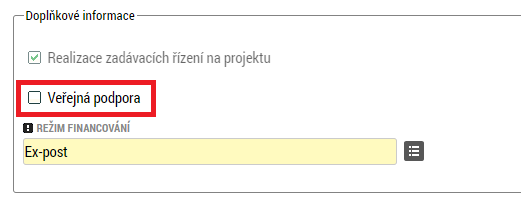 Doplňkové informace
Realizace zadávacích řízení na projektu
Veřejná podpora
REŽIM FINANCOVÁNÍ
Ex-post